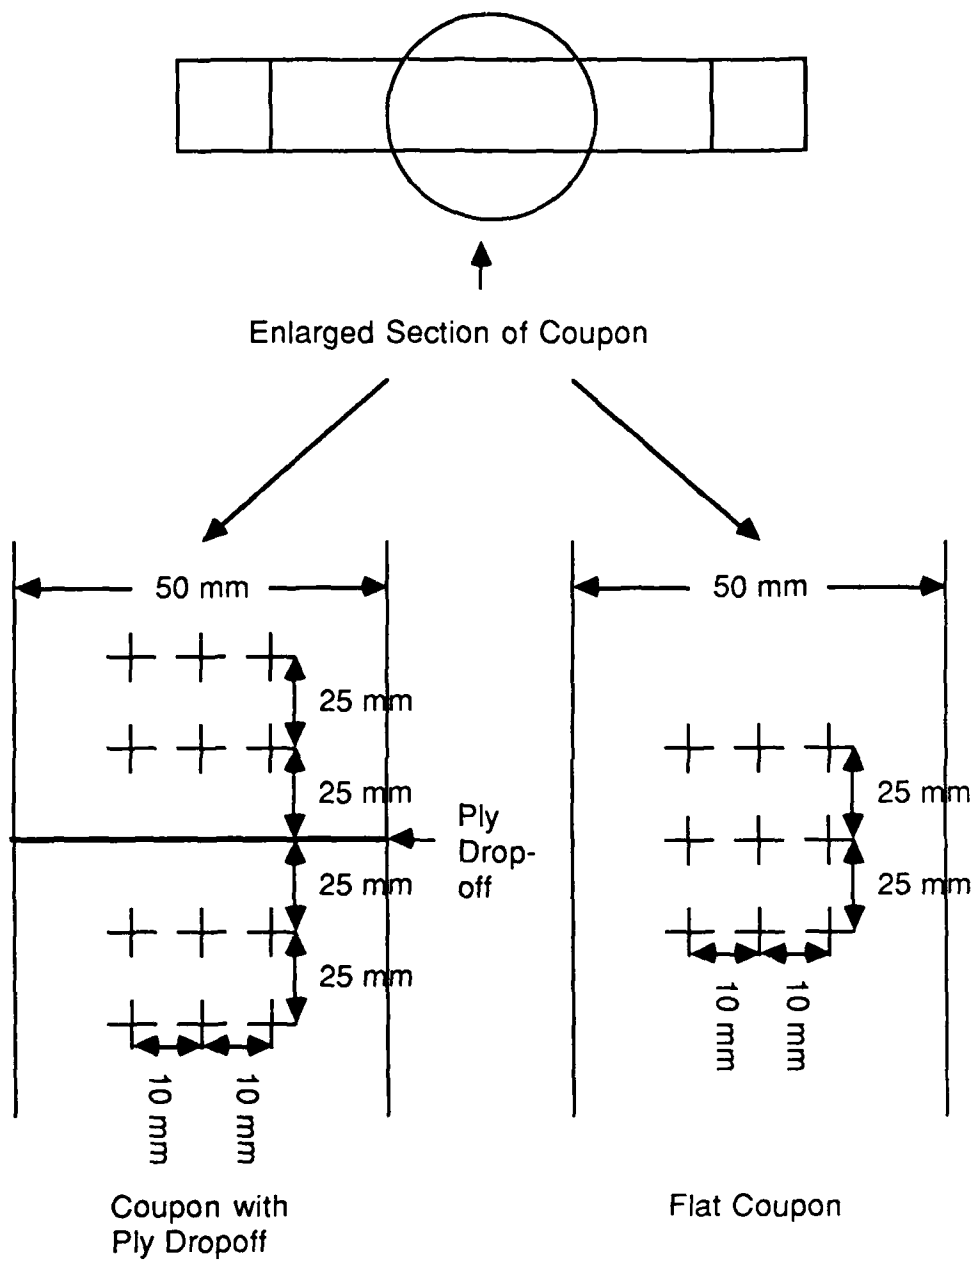 Enlarged Section of Coupon
50 mm
50 mm
25 mm
25 mm
25 mm
25 mm
Ply
Drop-
off
25 mm
25 mm
10 mm
10 mm
10 mm
10 mm
Coupon with
Ply Dropoff
Flat Coupon